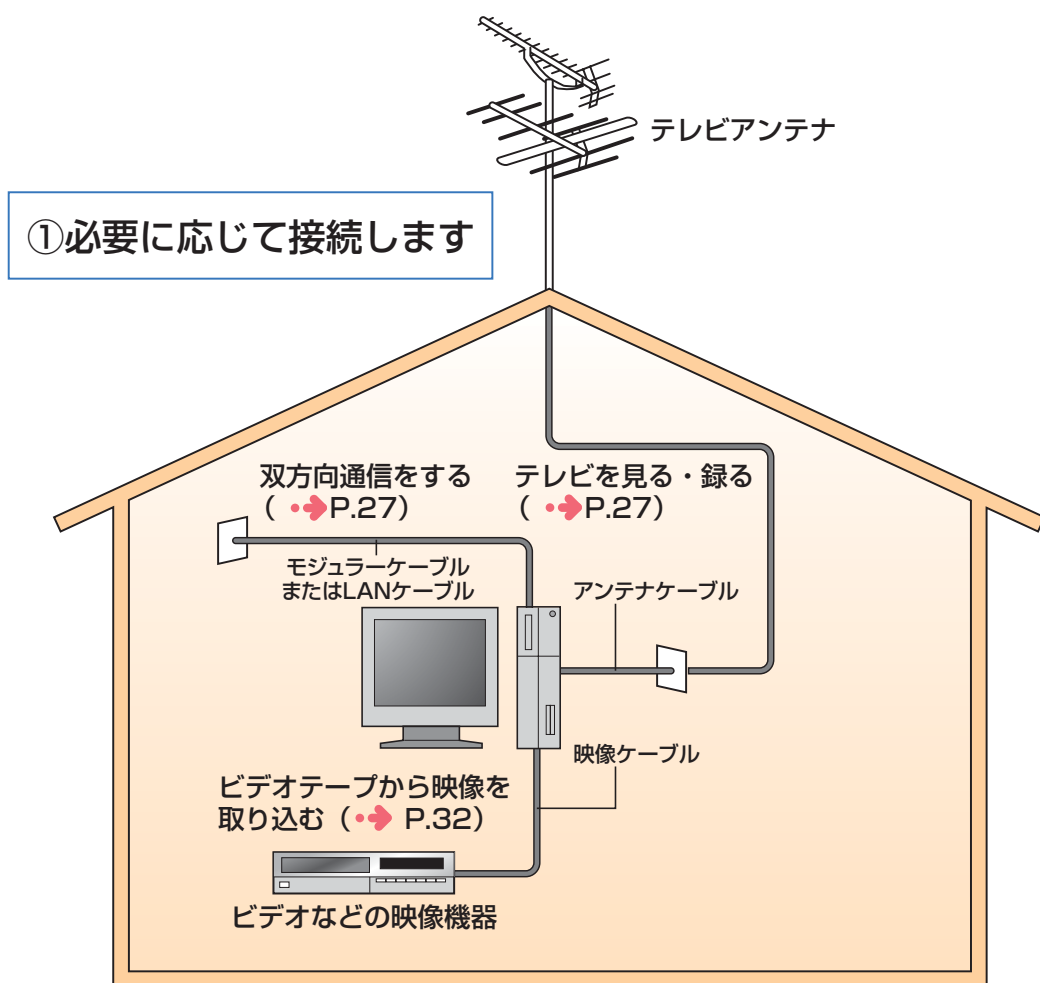 テレビアンテナ
①必要に応じて接続します
双方向通信をする
（ P.27）
テレビを見る・録る
（ P.27）
モジュラーケーブル
またはLANケーブル
アンテナケーブル
映像ケーブル
ビデオテープから映像を
取り込む（ P.32）
ビデオなどの映像機器